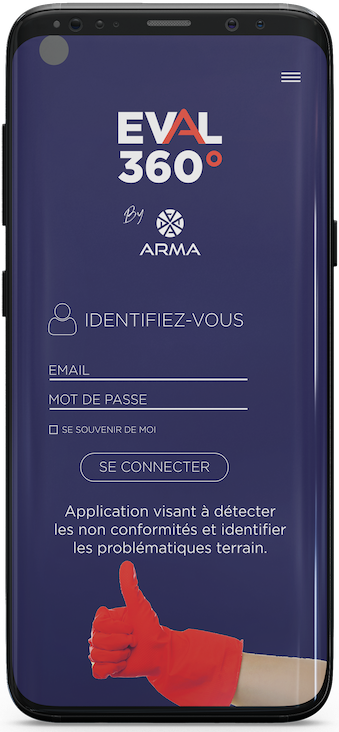 EVAL
360°
By
ARMA
IDENTIFIEZ-VOUS
EMAIL
MOT DE PASSE
SE SOUVENIR DE MOI
SE CONNECTER
Application visant à détecter
les non conformités et identifier
les problématiques terrain.